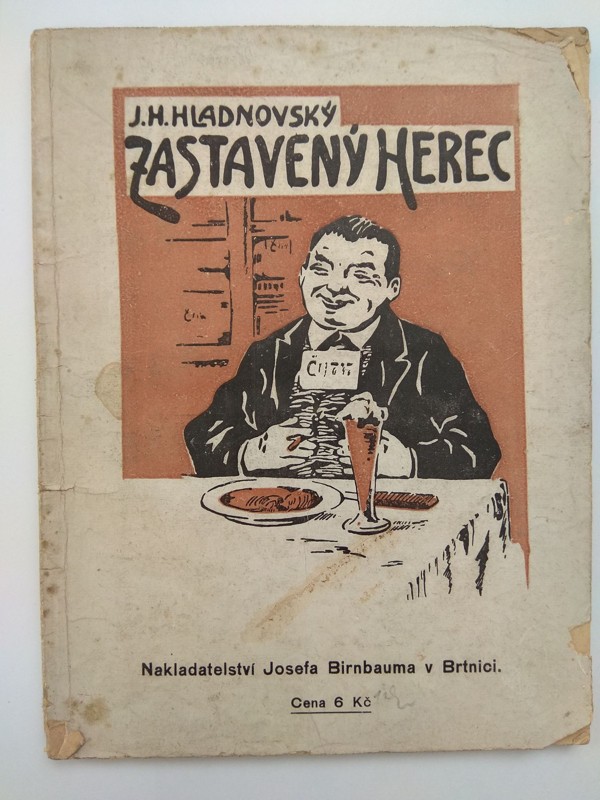 J.H.HLADNOVSKÝ
ZASTAVENÝ HEREC
Nakladatelství Josefa Birnbauma v Brtnici.
Cena 6 Kč